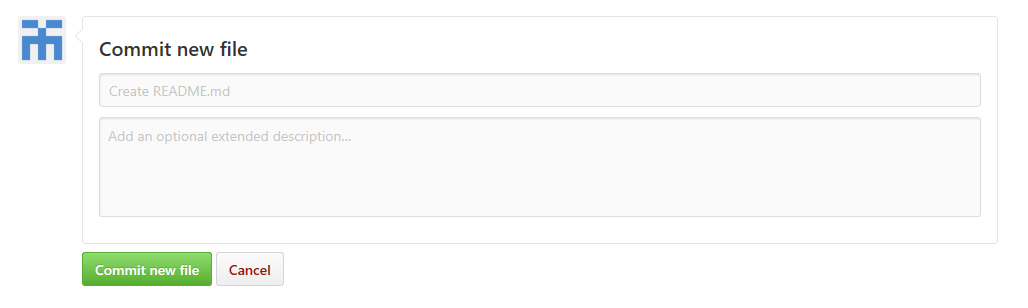 Commit new file
Create README.md
Add an optional extended description...
Commit new file
Cancel